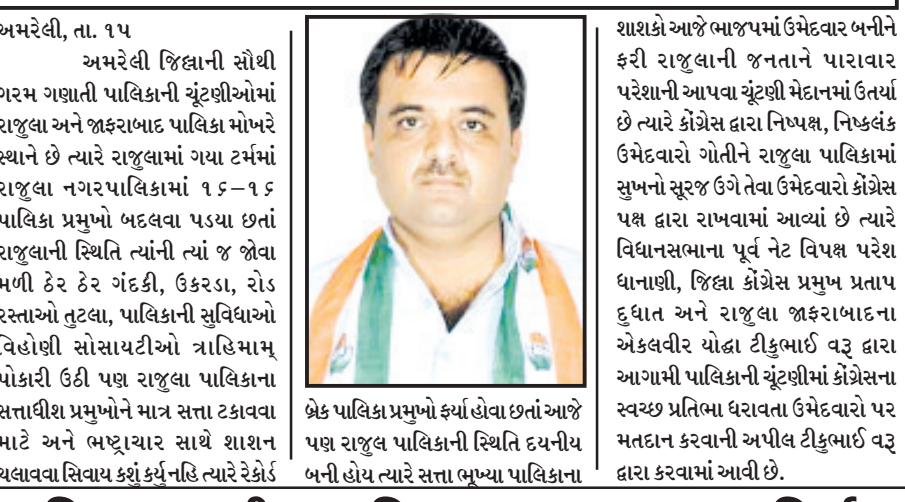 અમરેલી, તા. ૧૫
અમરેલી જિલ્લાની સૌથી
ગરમ ગણાતી પાલિકાની ચૂંટણીઓમાં
રાજુલા અને જાફરાબાદ પાલિકા મોખરે
સ્થાને છે ત્યારે રાજુલામાં ગયા ટર્મમાં
રાજુલા નગરપાલિકામાં ૧૬–૧૬
પાલિકા પ્રમુખો બદલવા પડયા છતાં
રાજુલાની સ્થિતિ ત્યાંની ત્યાં જ જોવા
મળી ઠેર ઠેર ગંદકી, ઉકરડા, રોડ
રસ્તાઓ તુટલા, પાલિકાની સુવિધાઓ
વિહોણી સોસાયટીઓ ત્રાહિમામ્
પોકારી ઉઠી પણ રાજુલા પાલિકાના
સત્તાધીશ પ્રમુખોને માત્ર સત્તા ટકાવવા
માટે અને ભષ્ટ્રાચાર સાથે શાશન
ચલાવવા સિવાય કશું કર્યુ નહિ ત્યારે રેકોર્ડ
બ્રેક પાલિકા પ્રમુખો ફર્યા હોવા છતાં આજે
પણ રાજુલ પાલિકાની સ્થિતિ દયનીય
બની હોય ત્યારે સત્તા ભુખ્યા પાલિકાના
શાશકો આજે ભાજપમાં ઉમેદવાર બનીને
ફરી રાજુલાની જનતાને પારાવાર
પરેશાની આપવા ચૂંટણી મેદાનમાં ઉતર્યા
છે ત્યારે કોંગ્રેસ દ્વારા નિષ્પક્ષ, નિષ્કલંક
ઉમેદવારો ગોતીને રાજુલા પાલિકામાં
સુખનો સૂરજ ઉગે તેવા ઉમેદવારો કોંગ્રેસ
પક્ષ દ્વારા રાખવામાં આવ્યાં છે ત્યારે
વિધાનસભાના પૂર્વ નેટ વિપક્ષ પરેશ
ધાનાણી, જિલ્લા કોંગ્રેસ પ્રમુખ પ્રતાપ
દુધાત અને રાજુલા જાફરાબાદના
એકલવીર યોદ્ધા ટીકુભાઈ વરૂ દ્વારા
આગામી પાલિકાની ચૂંટણીમાં કોંગ્રેસના
સ્વચ્છ પ્રતિભા ધરાવતા ઉમેદવારો પર
મતદાન કરવાની અપીલ ટીકુભાઈ વરૂ
દ્વારા કરવામાં આવી છે.